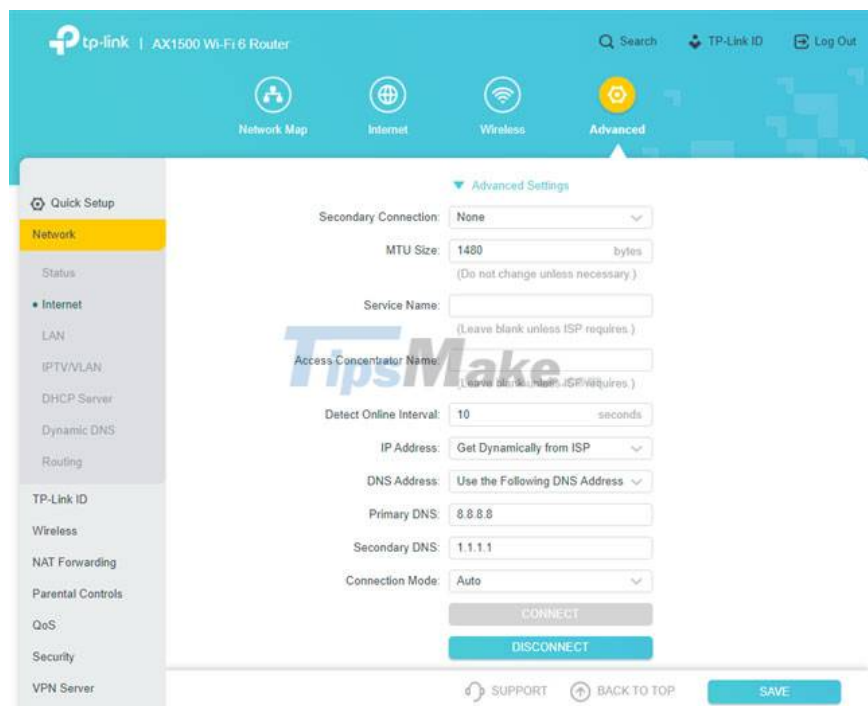 tp-link | AX1500 Wi-Fi 6 Router
Search
TP-Link ID
Log Out
Network Map
Internet
Wireless
Advanced
Quick Setup
Network
Status
Internet
LAN
IPTV/VLAN
DHCP Server
Dynamic DNS
Routing
TP-Link ID
Wireless
NAT Forwarding
Parental Controls
QoS
Security
VPN Server
Advanced Settings
Secondary Connection: None
MTU Size: 1480 bytes
(Do not change unless necessary.)
Service Name:
(Leave blank unless ISP requires.)
Access Concentrator Name:
(Leave blank unless ISP requires.)
TipsMake
Detect Online Interval: 10 seconds
IP Address: Get Dynamically from ISP
DNS Address: Use the Following DNS Address
Primary DNS: 8.8.8.8
Secondary DNS: 1.1.1.1
Connection Mode: Auto
CONNECT
DISCONNECT
SUPPORT
BACK TO TOP
SAVE